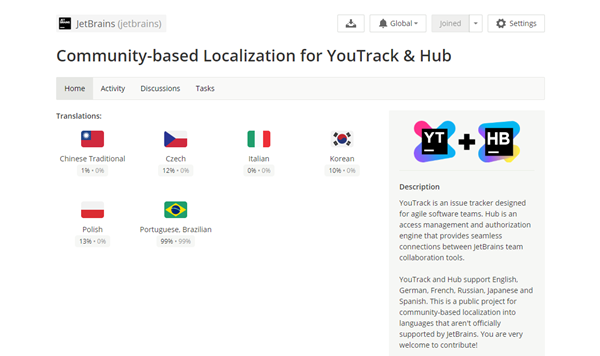 JetBrains (jetbrains)
Global
Joined
Settings
Community-based Localization for YouTrack & Hub
Home Activity Discussions Tasks
Translations:
Chinese Traditional Czech Italian Korean
1% • 0% 12% • 0% 0% • 0% 10% • 0%
Polish Portuguese, Brazilian
13% • 0% 99% • 99%
YT + HB
Description
YouTrack is an issue tracker designed
for agile software teams. Hub is an
access management and authorization
engine that provides seamless
connections between JetBrains team
collaboration tools.
YouTrack and Hub support English,
German, French, Russian, Japanese and
Spanish. This is a public project for
community-based localization into
languages that aren't officially
supported by JetBrains. You are very
welcome to contribute!